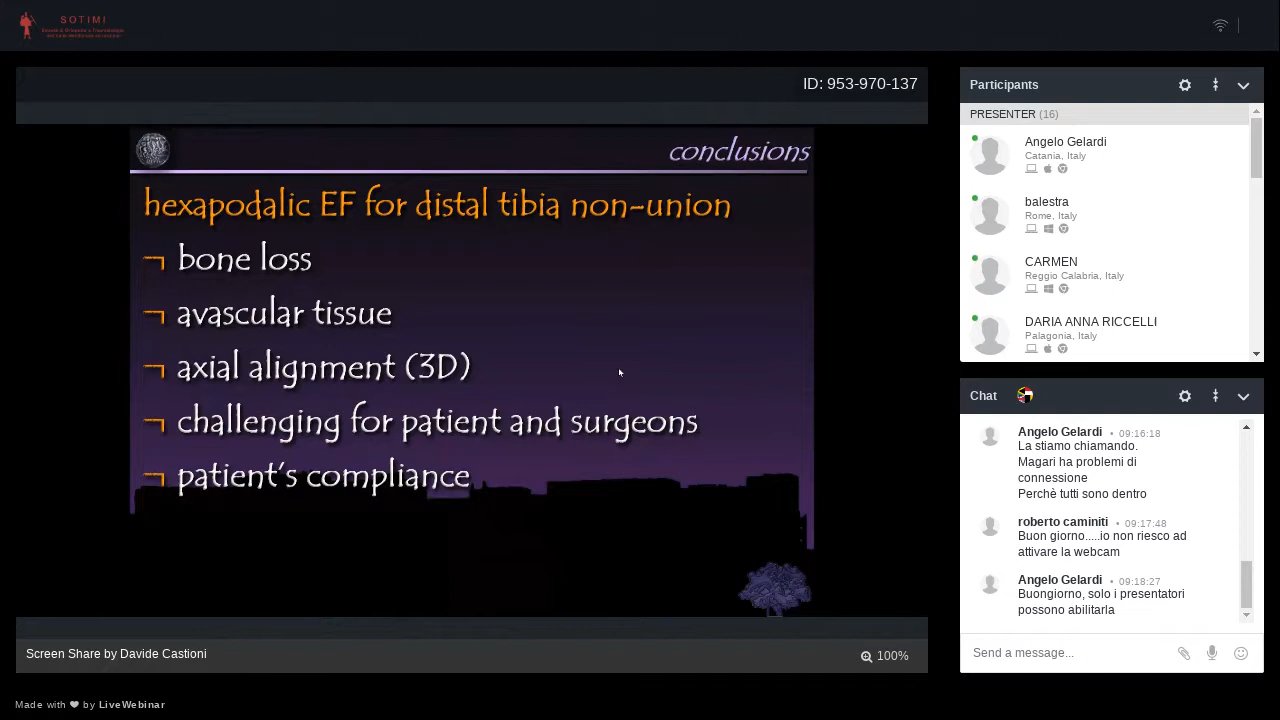 SOTIMI
ID: 953-970-137
conclusions
hexapodalic EF for distal tibia non-union
bone loss
avascular tissue
axial alignment (3D)
challenging for patient and surgeons
patient's compliance
Screen Share by Davide Castioni
100%
Made with by LiveWebinar
Participants
PRESENTER (16)
Angelo Gelardi
Catania, Italy
balestra
Rome, Italy
CARMEN
Reggio Calabria, Italy
DARIA ANNA RICCELLI
Palagonia, Italy
Chat
Angelo Gelardi • 09:16:18
La stiamo chiamando.
Magari ha problemi di
connessione
Perchè tutti sono dentro
roberto caminiti • 09:17:48
Buon giorno.....io non riesco ad
attivare la webcam
Angelo Gelardi • 09:18:27
Buongiorno, solo i presentatori
possono abilitarla
Send a message...